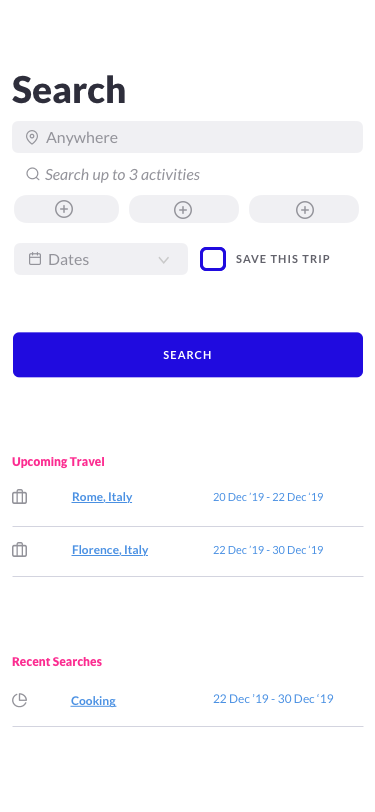 Search
Anywhere
Search up to 3 activities
Dates
SAVE THIS TRIP
SEARCH
Upcoming Travel
Rome, Italy 20 Dec '19 - 22 Dec '19
Florence, Italy 22 Dec '19 - 30 Dec '19
Recent Searches
Cooking 22 Dec '19 - 30 Dec '19